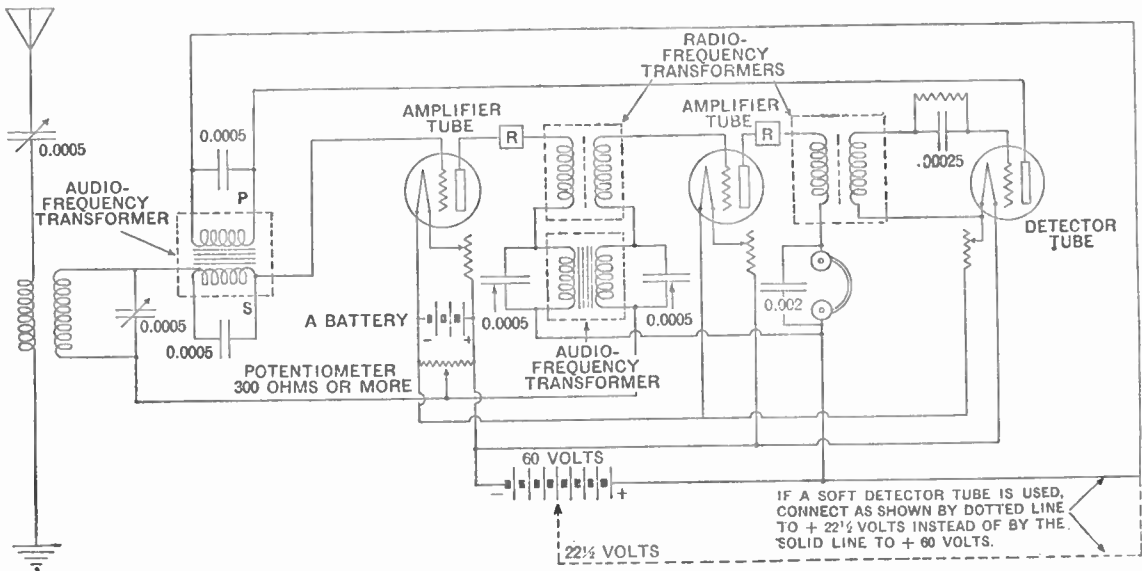 RADIO-
FREQUENCY
TRANSFORMERS
AMPLIFIER
TUBE
R
AMPLIFIER
TUBE
R
0.0005
0.0005
.00025
AUDIO-
FREQUENCY
TRANSFORMER
P
DETECTOR
TUBE
S
0.0005
0.0005
A BATTERY
- +
0.0005
0.0005
0.002
POTENTIOMETER
300 OHMS OR MORE
AUDIO-
FREQUENCY
TRANSFORMER
60 VOLTS
- +
IF A SOFT DETECTOR TUBE IS USED,
CONNECT AS SHOWN BY DOTTED LINE
TO + 22½ VOLTS INSTEAD OF BY THE
SOLID LINE TO + 60 VOLTS.
22½ VOLTS